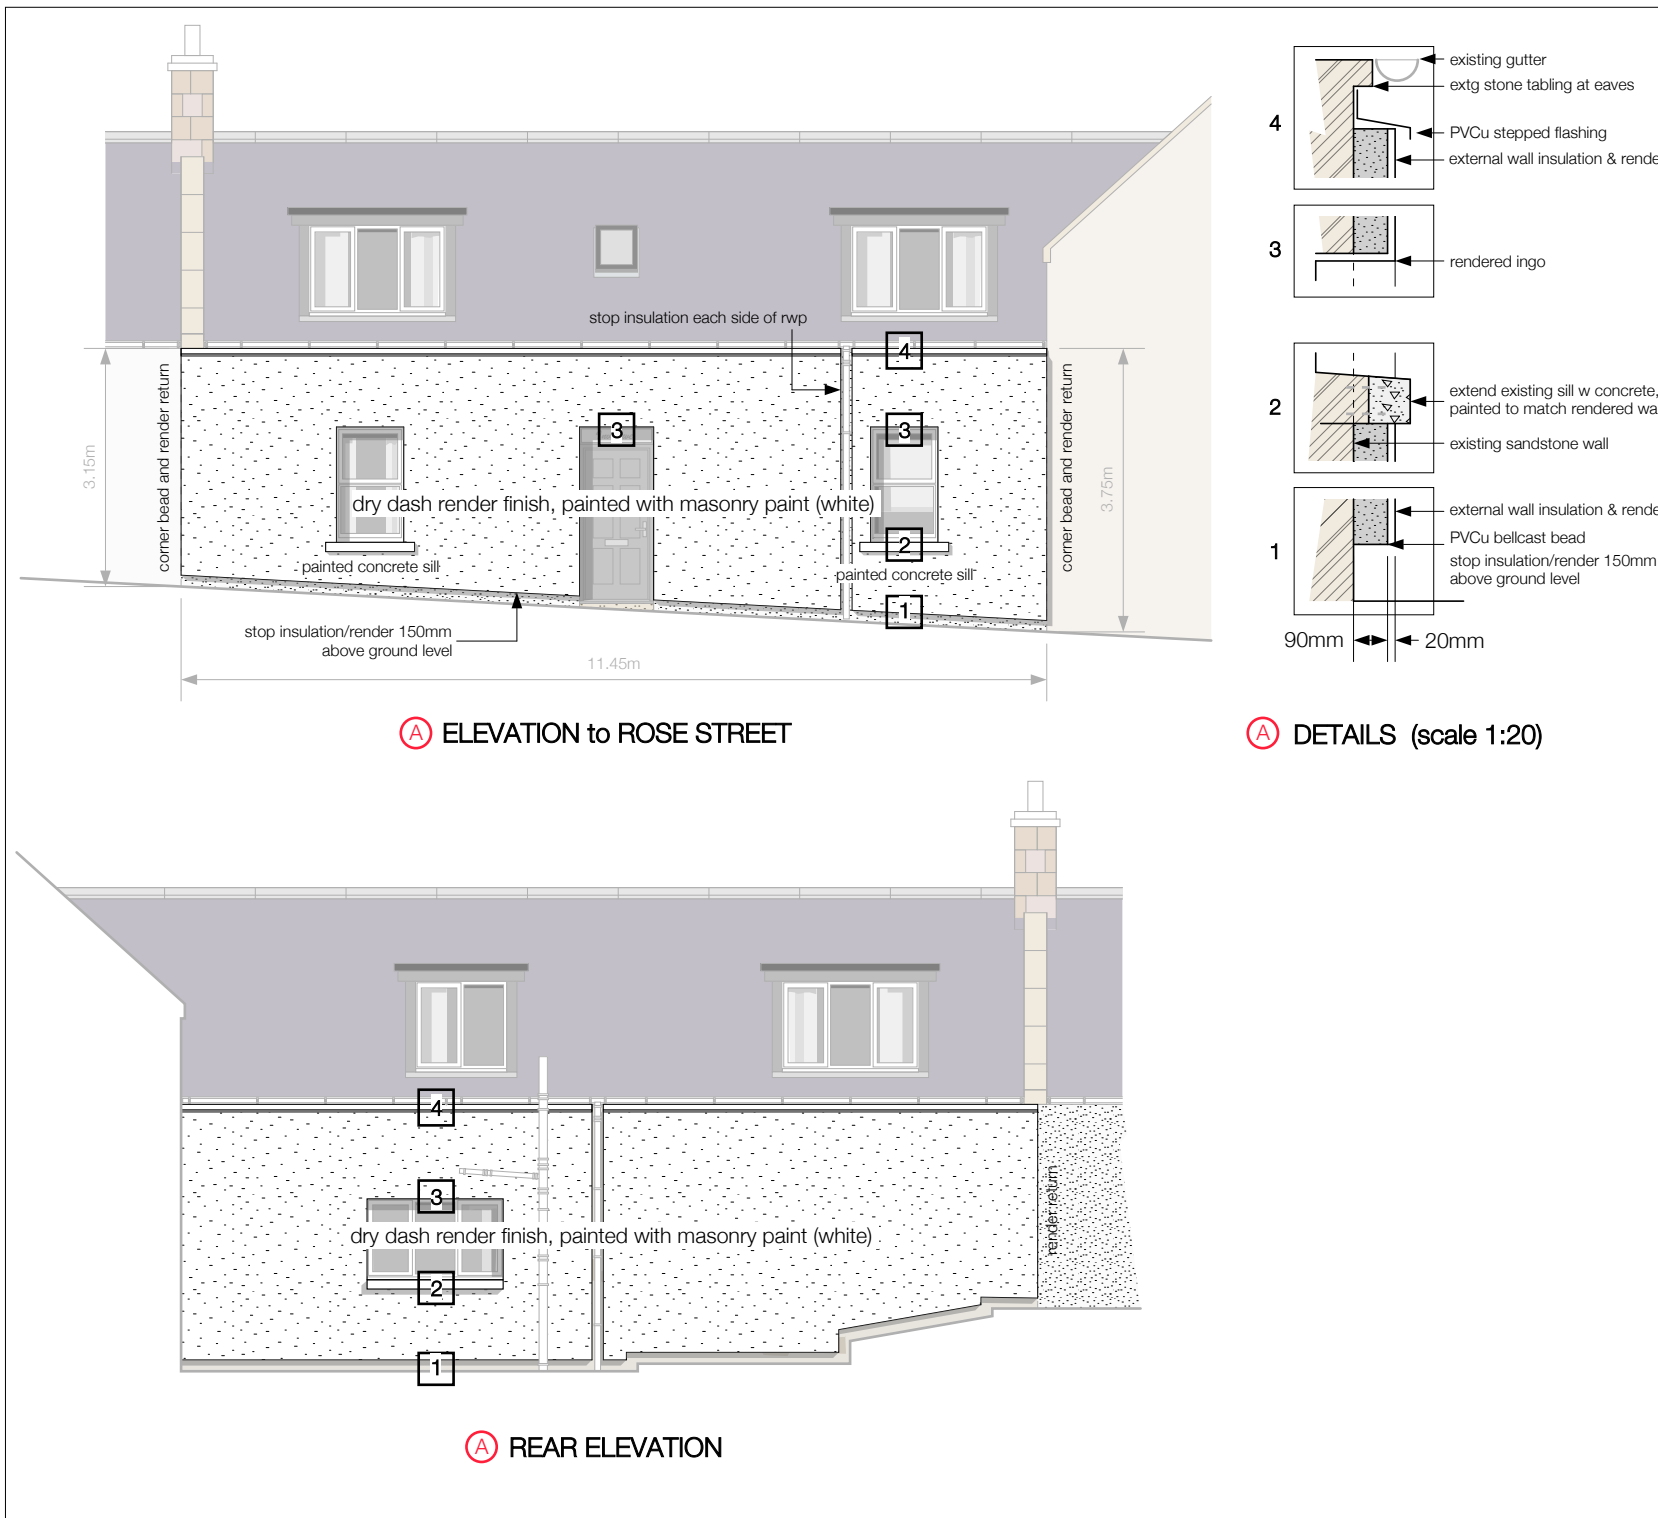 4
existing gutter
extg stone tabling at eaves
PVCu stepped flashing
external wall insulation & rende
3
rendered ingo
2
extend existing sill w concrete,
painted to match rendered wa
existing sandstone wall
1
external wall insulation & rende
PVCu bellcast bead
stop insulation/render 150mm
above ground level
90mm
20mm
A DETAILS (scale 1:20)
stop insulation each side of rwp
4
3.15m
corner bead and render return
3
3
corner bead and render return
3.75m
dry dash render finish, painted with masonry paint (white)
2
painted concrete sill
painted concrete sill
1
stop insulation/render 150mm
above ground level
11.45m
A ELEVATION to ROSE STREET
4
3
render return
dry dash render finish, painted with masonry paint (white)
2
1
A REAR ELEVATION